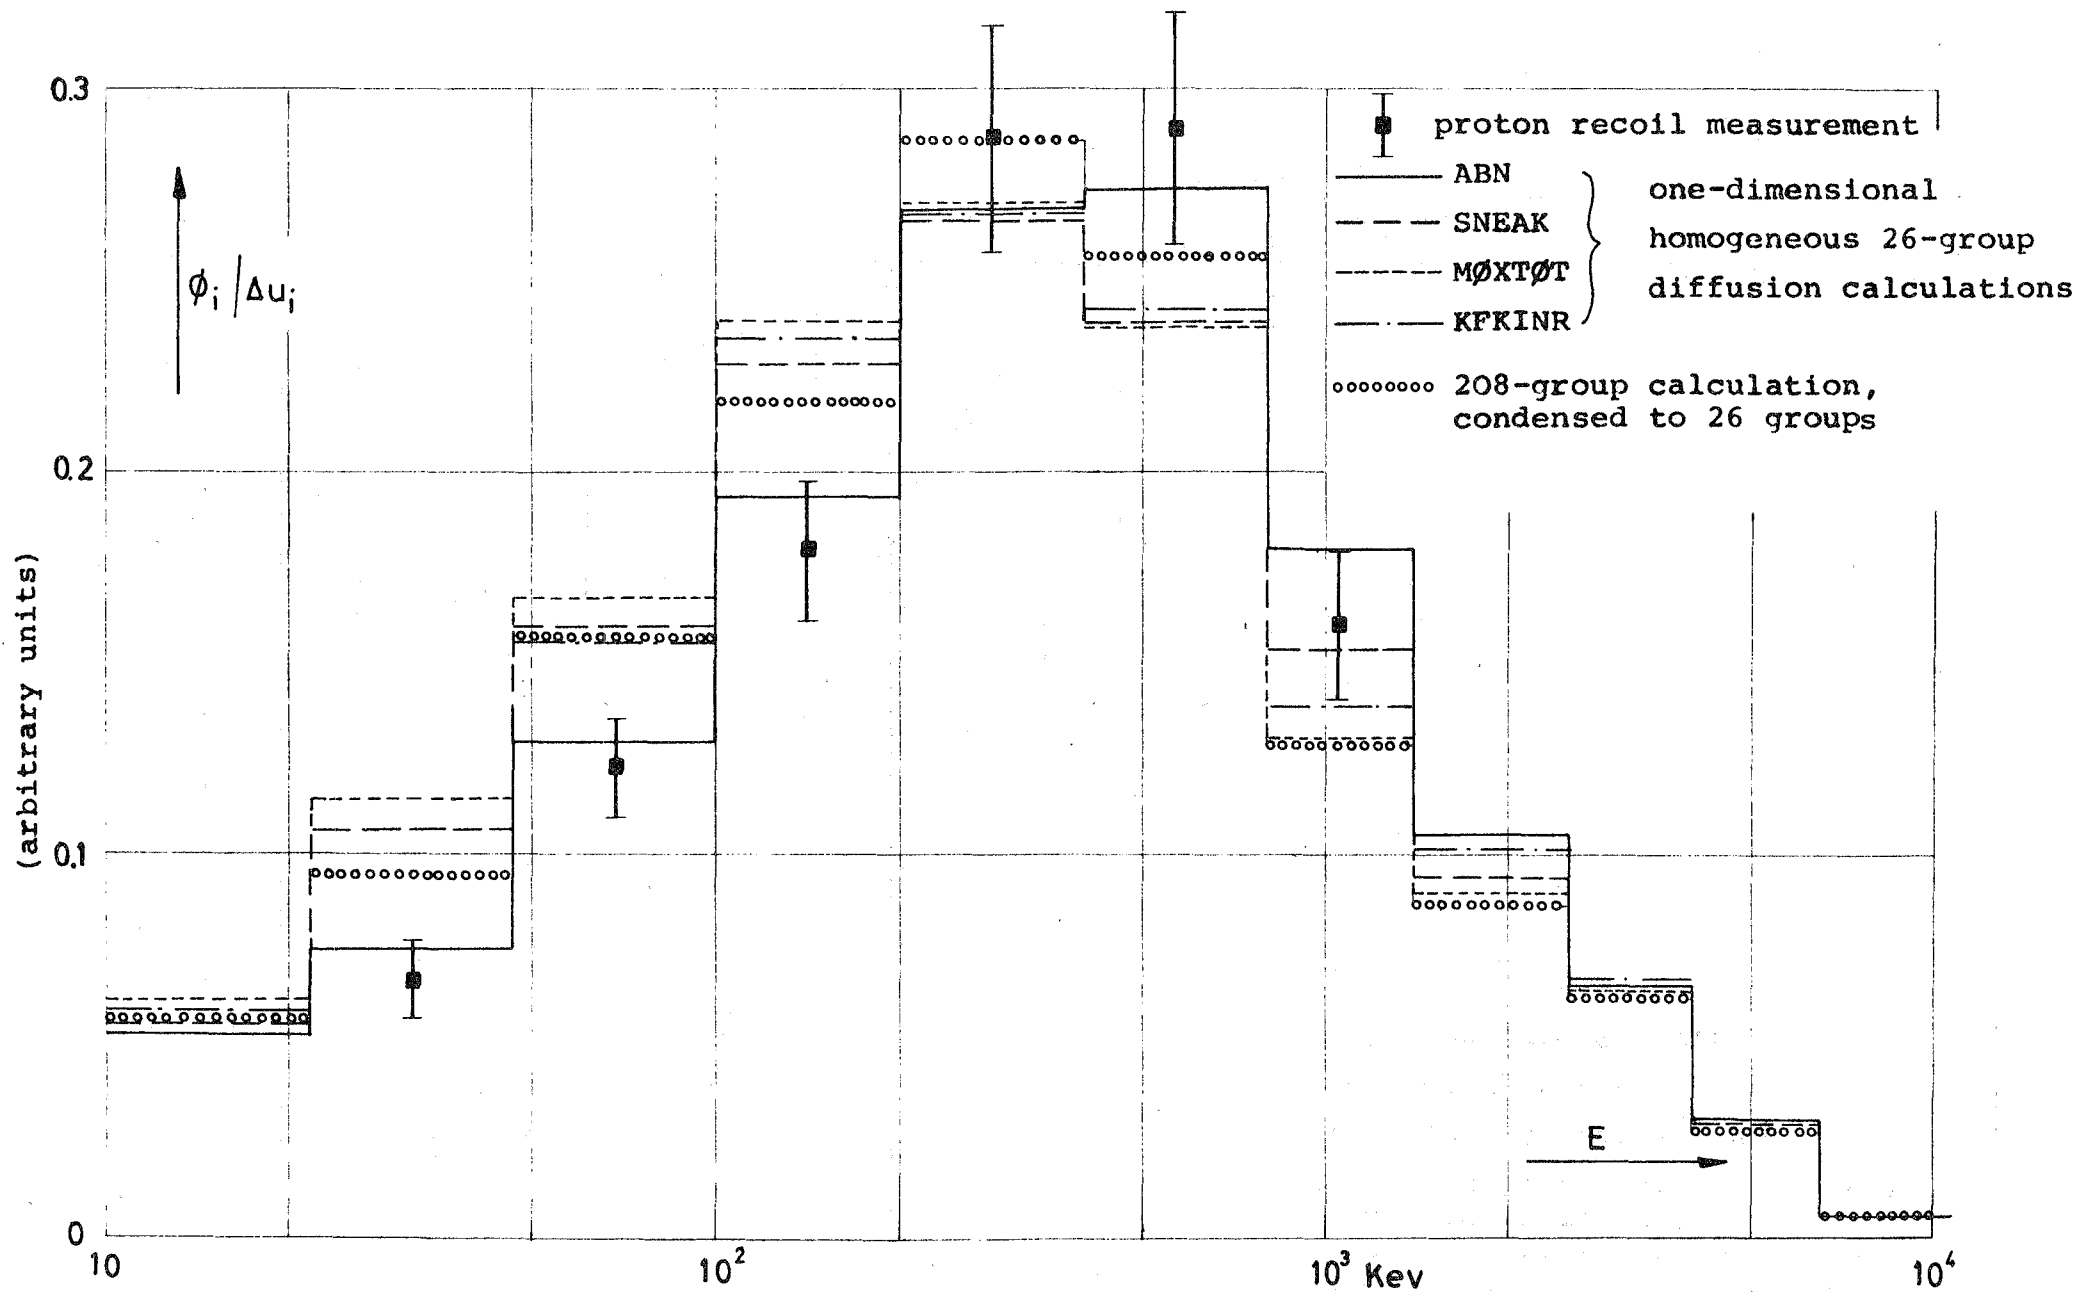 0.3
0.2
0.1
0
(arbitrary units)
ϕi/Δui
proton recoil measurement
ABN
SNEAK
MØXTØT
KFKINR
one-dimensional
homogeneous 26-group
diffusion calculations
208-group calculation,
condensed to 26 groups
E
10
10²
10³ Kev
10⁴